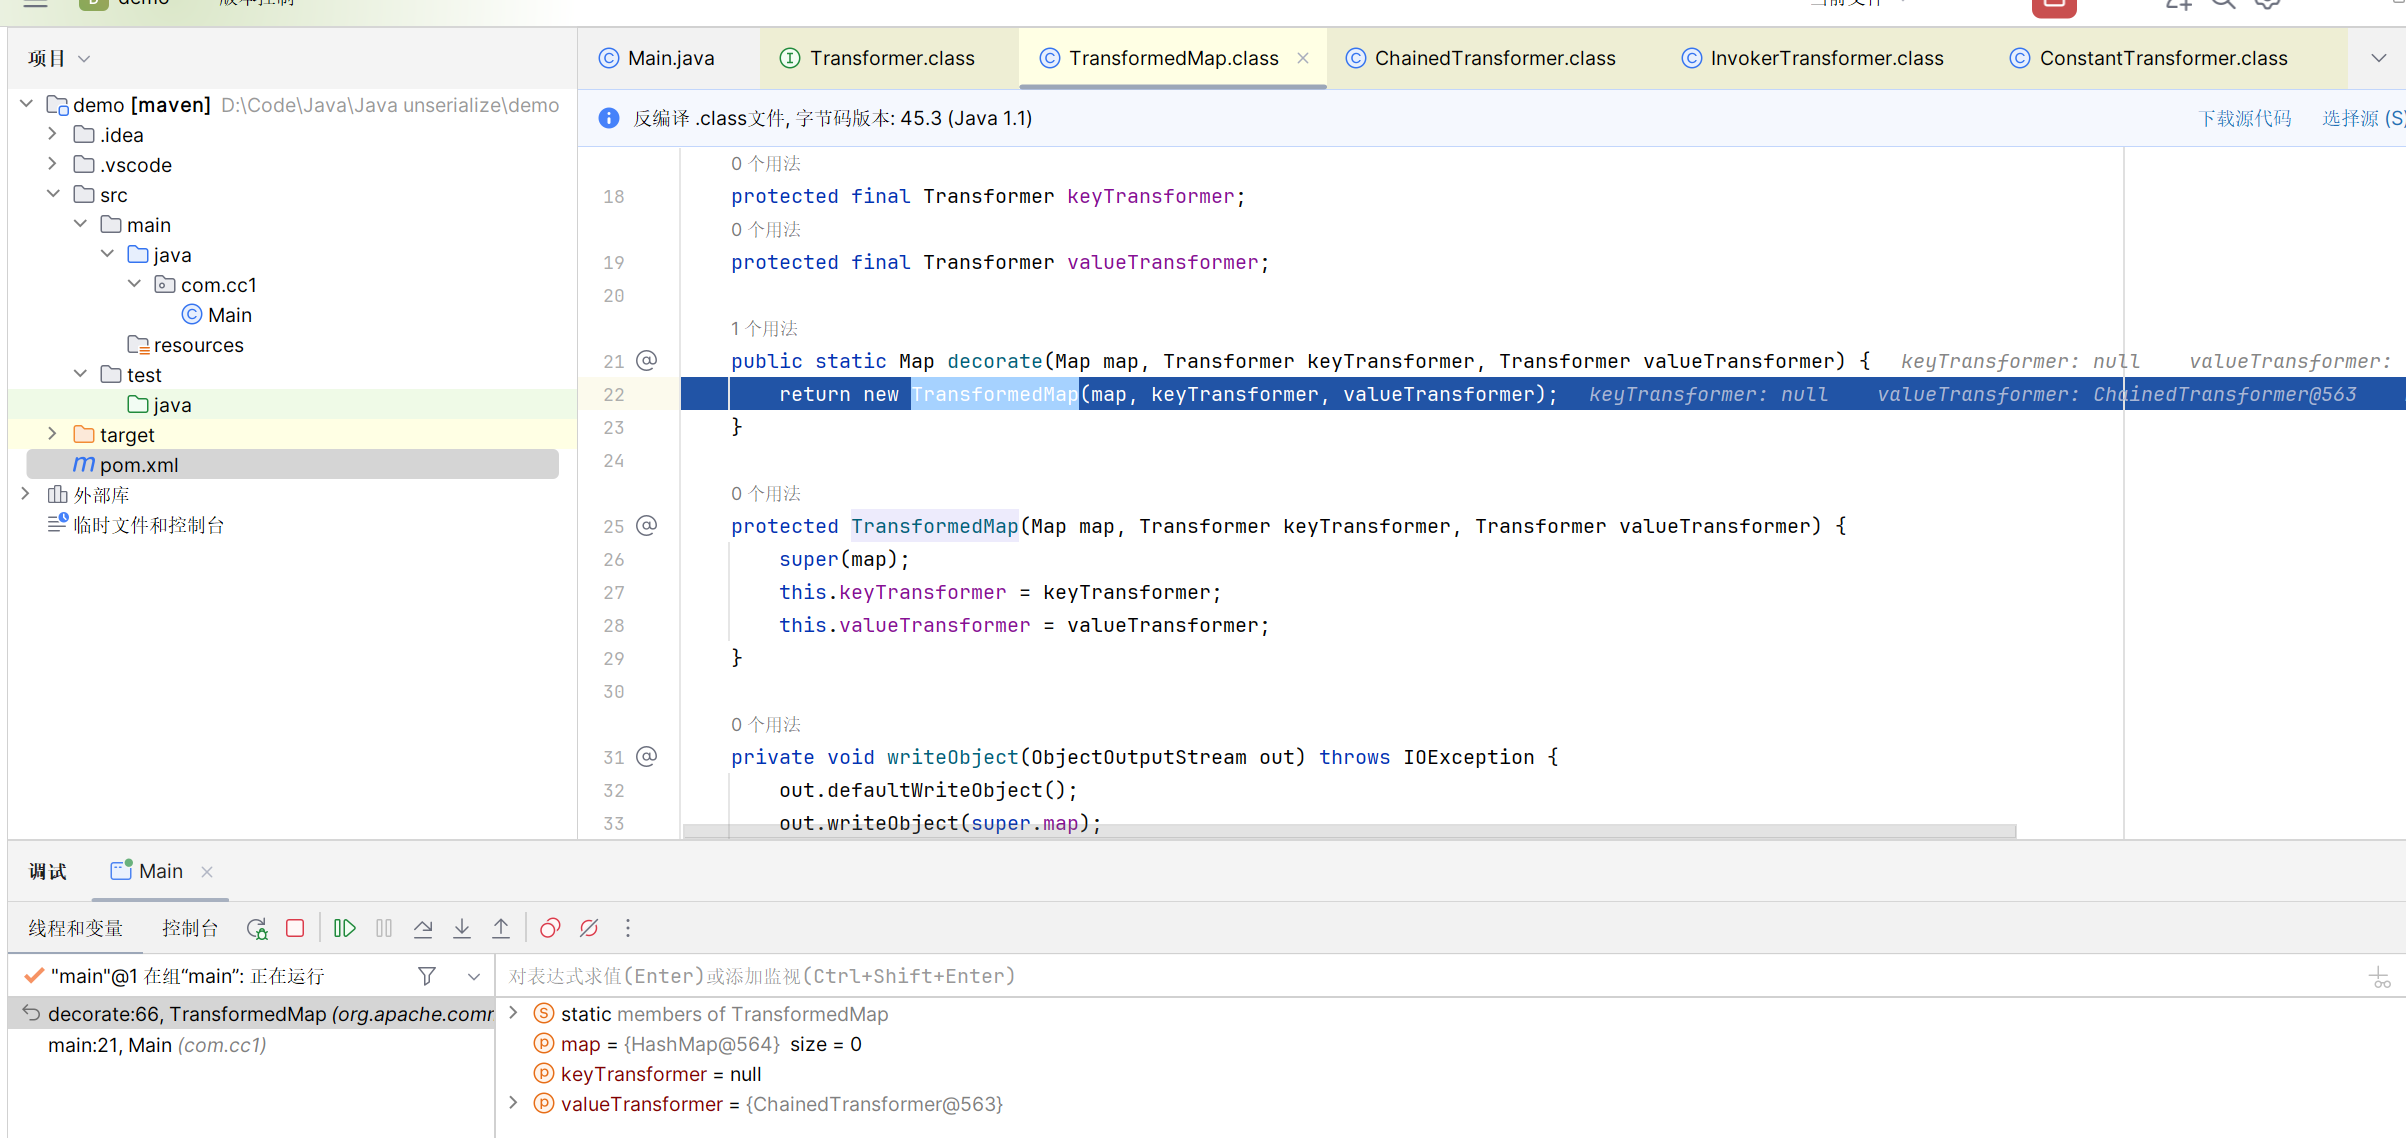 demo
版本控制
当前文件
项目
Main.java
Transformer.class
TransformedMap.class
ChainedTransformer.class
InvokerTransformer.class
ConstantTransformer.class
demo [maven] D:\Code\Java\Java unserialize\demo
.idea
.vscode
src
main
java
com.cc1
Main
resources
test
java
target
pom.xml
外部库
临时文件和控制台
反编译 .class文件, 字节码版本: 45.3 (Java 1.1)
下载源代码
选择源 (S)
0 个用法
18 protected final Transformer keyTransformer;
0 个用法
19 protected final Transformer valueTransformer;
20
1 个用法
21 public static Map decorate(Map map, Transformer keyTransformer, Transformer valueTransformer) { keyTransformer: null valueTransformer:
22 return new TransformedMap(map, keyTransformer, valueTransformer); keyTransformer: null valueTransformer: ChainedTransformer@563
23 }
24
0 个用法
25 protected TransformedMap(Map map, Transformer keyTransformer, Transformer valueTransformer) {
26 super(map);
27 this.keyTransformer = keyTransformer;
28 this.valueTransformer = valueTransformer;
29 }
30
0 个用法
31 private void writeObject(ObjectOutputStream out) throws IOException {
32 out.defaultWriteObject();
33 out.writeObject(super.map);
调试
Main
线程和变量
控制台
"main"@1 在组“main”: 正在运行
对表达式求值(Enter)或添加监视(Ctrl+Shift+Enter)
decorate:66, TransformedMap (org.apache.comm
main:21, Main (com.cc1)
static members of TransformedMap
map = {HashMap@564} size = 0
keyTransformer = null
valueTransformer = {ChainedTransformer@563}